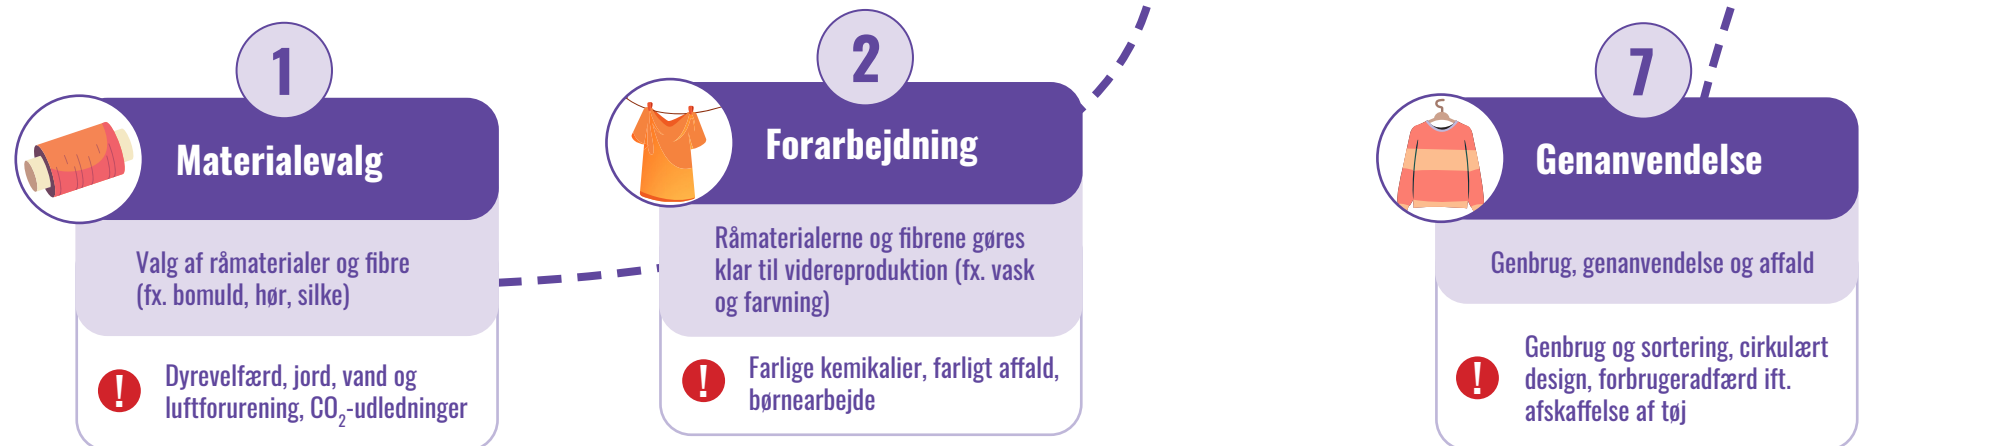 1
Materialevalg
Valg af råmaterialer og fibre
(fx. bomuld, hør, silke)
Dyrevelfærd, jord, vand og
luftforurening, CO₂-udledninger
2
Forarbejdning
Råmaterialerne og fibrene gøres
klar til videreproduktion (fx. vask
og farvning)
Farlige kemikalier, farligt affald,
børnearbejde
7
Genanvendelse
Genbrug, genanvendelse og affald
Genbrug og sortering, cirkulært
design, forbrugeradfærd ift.
afskaffelse af tøj